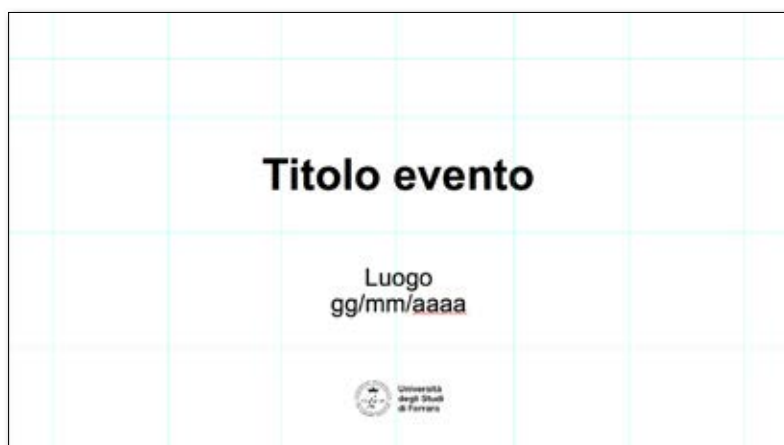 Titolo evento
Luogo
gg/mm/aaaa
Università
degli Studi
di Ferrara